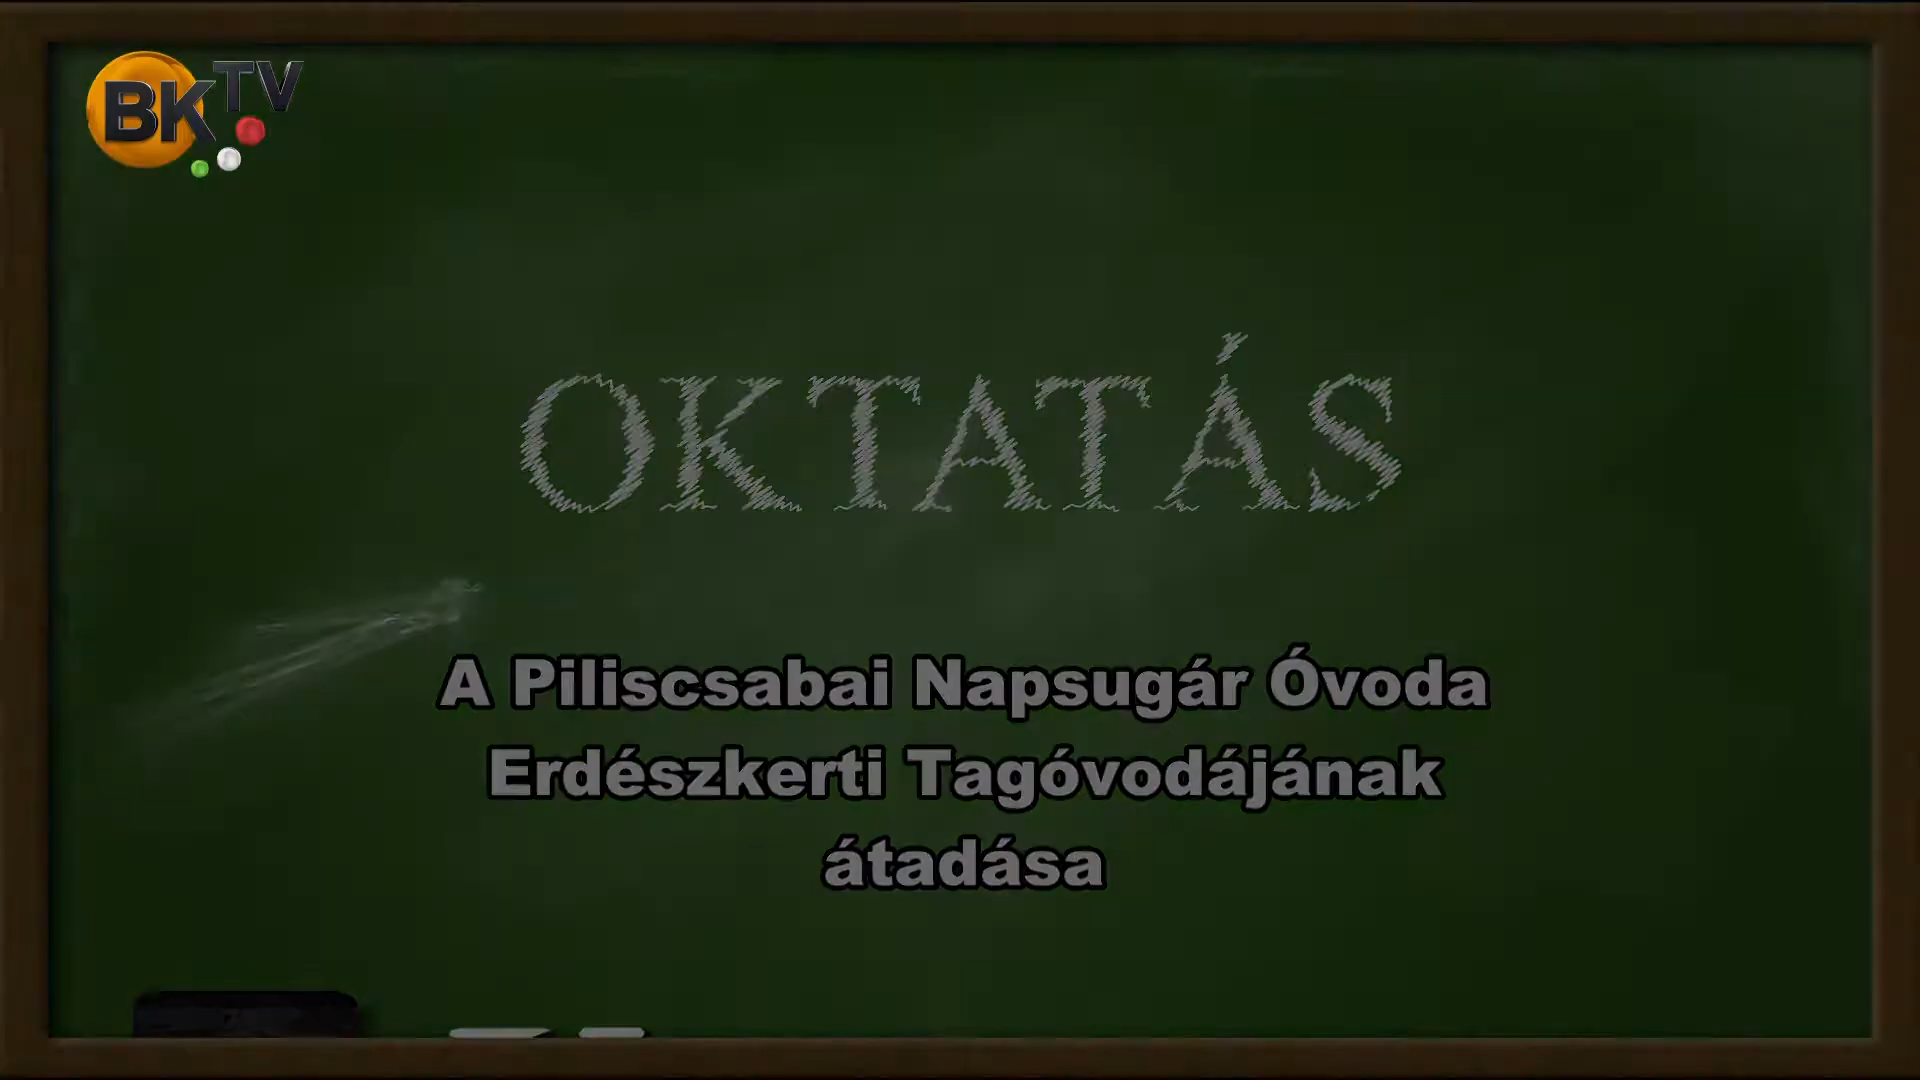 BKTV
OKTATÁS
A Piliscsabai Napsugár Óvoda
Erdészkerti Tagóvodájának
átadása